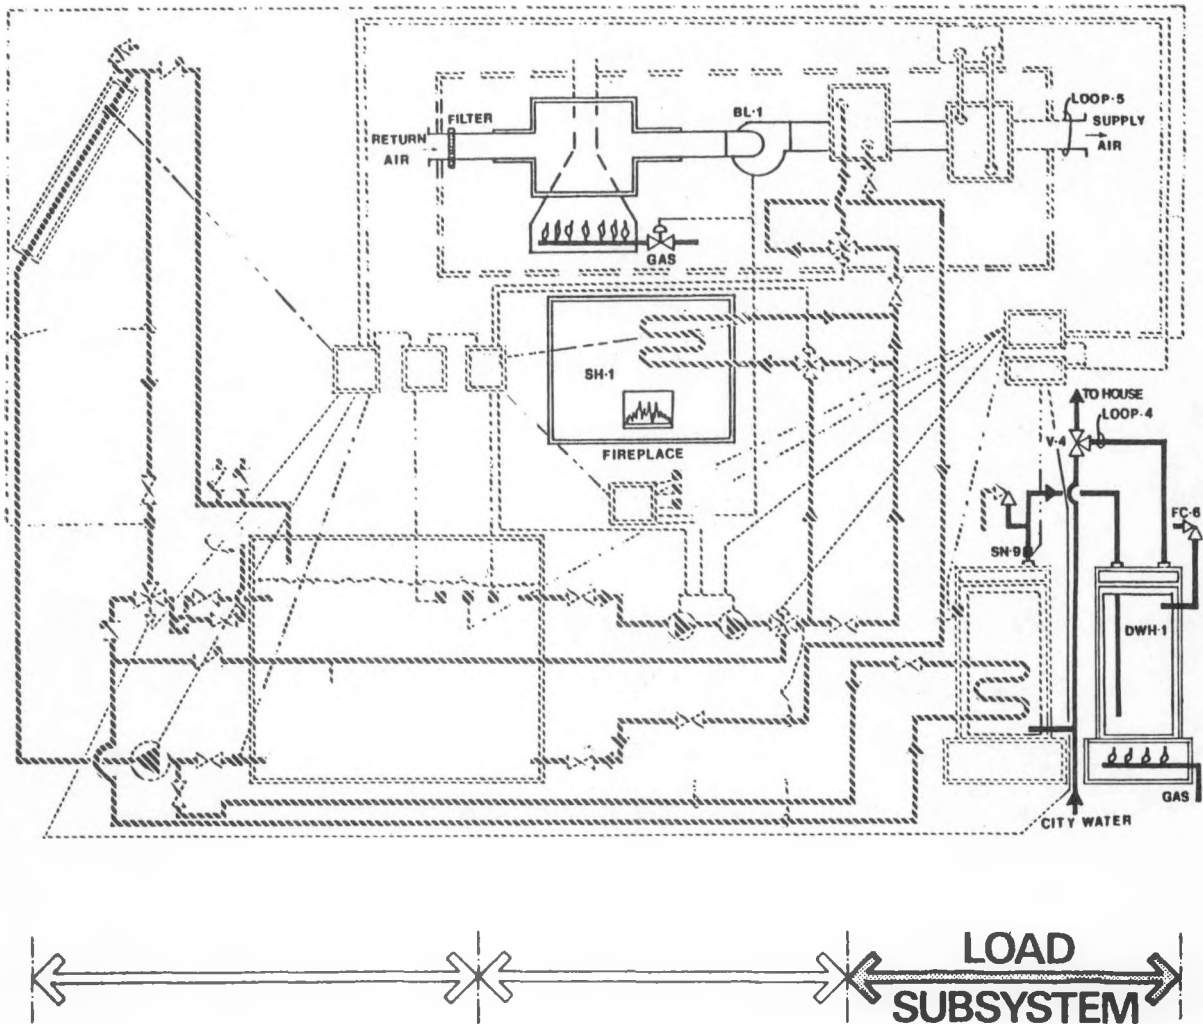 FILTER
RETURN
AIR
BL·1
LOOP·5
SUPPLY
AIR
GAS
SH·1
FIREPLACE
TO HOUSE
LOOP·4
V·4
FC·6
SN·9
DWH·1
GAS
CITY WATER
LOAD
SUBSYSTEM